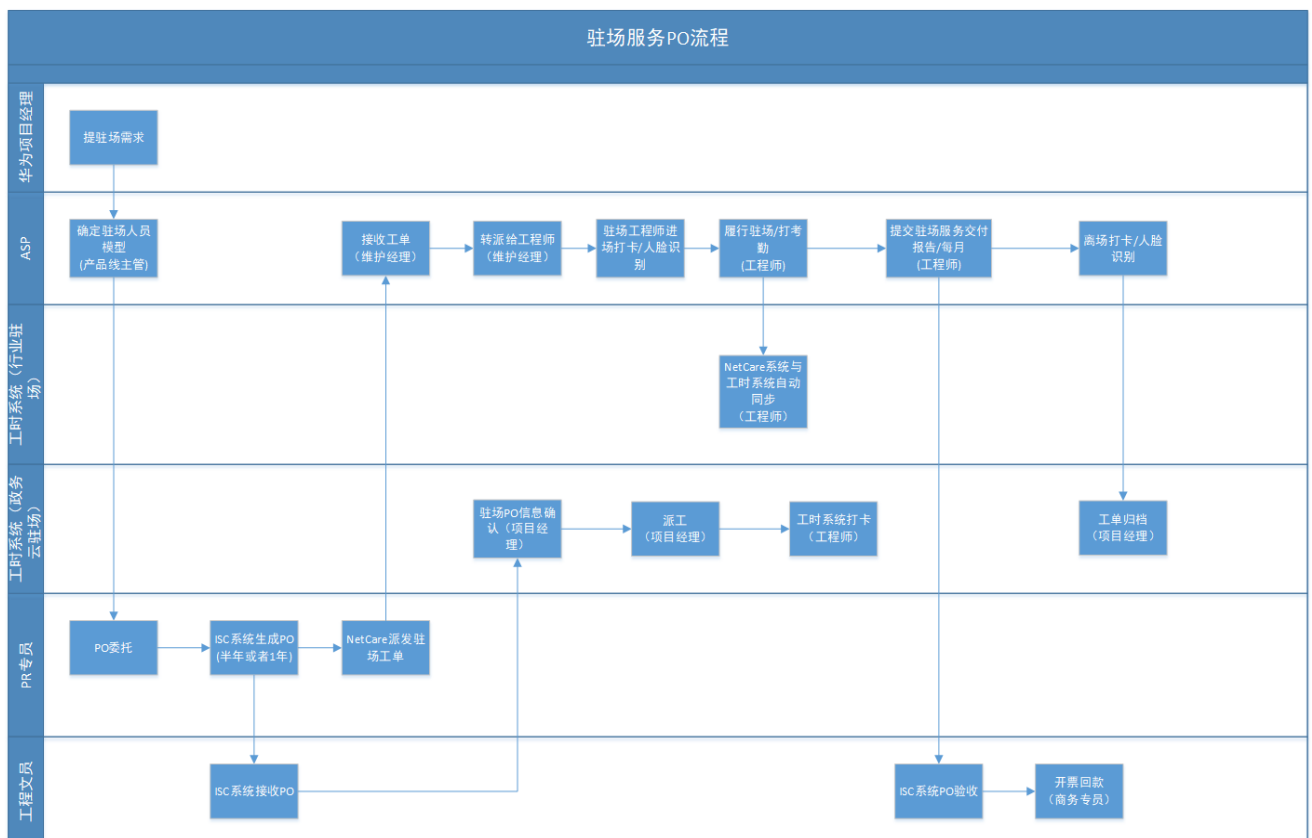 驻场服务PO流程
华为项目经理
提驻场需求
ASP
确定驻场人员
模型
(产品线主管)
接收工单
（维护经理）
转派给工程师
（维护经理）
驻场工程师进
场打卡/人脸识
别
履行驻场/打考
勤
(工程师)
提交驻场服务交付
报告/每月
(工程师)
离场打卡/人脸
识别
工时系统（行业驻
场）
NetCare系统与
工时系统自动
同步
（工程师）
工时系统（政务
云驻场）
驻场PO信息确
认（项目经
理）
派工
（项目经理）
工时系统打卡
（工程师）
工单归档
（项目经理）
PR专员
PO委托
ISC系统生成PO
(半年或者1年)
NetCare派发驻
场工单
工程文员
ISC系统接收PO
ISC系统PO验收
开票回款
（商务专员）